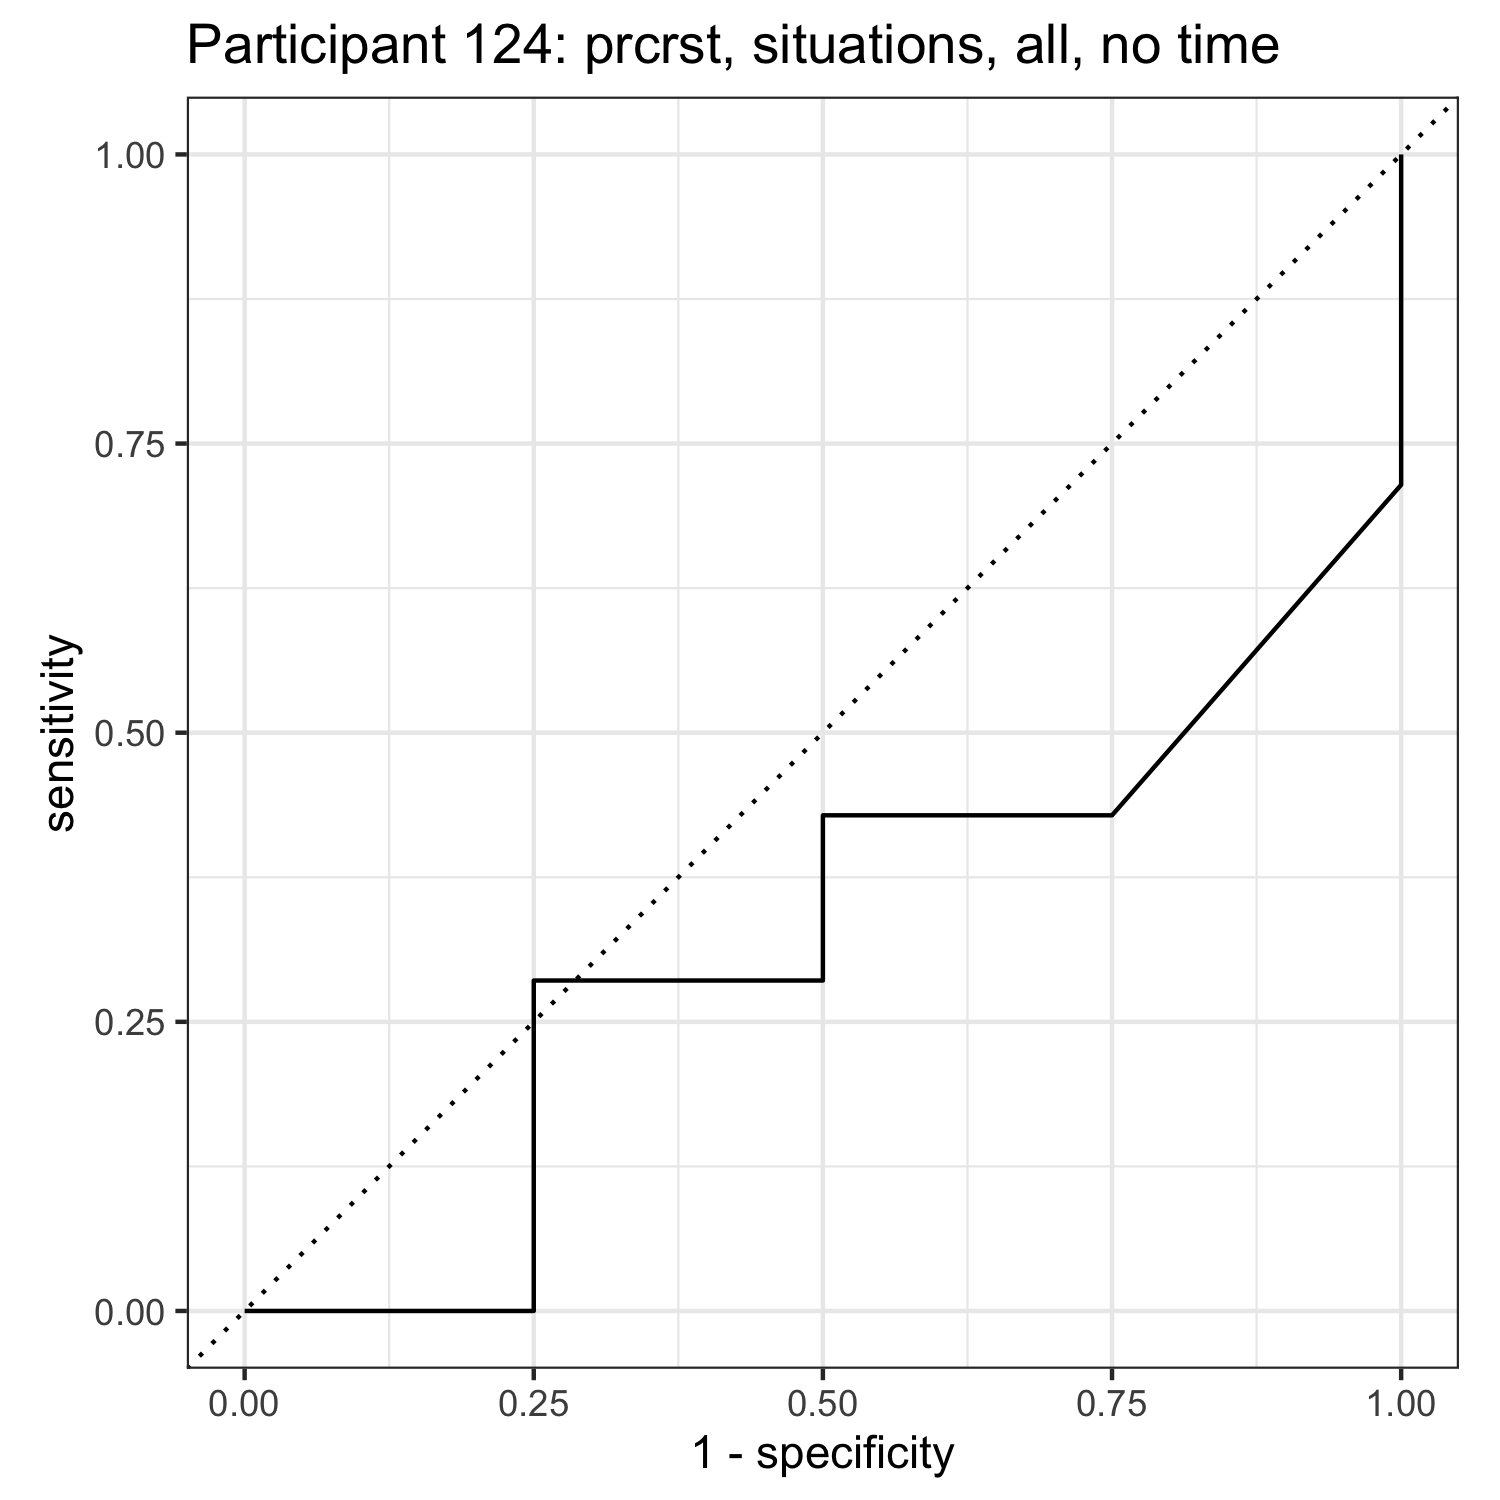 Participant 124: prcrst, situations, all, no time
1.00
0.75
0.50
0.25
0.00
sensitivity
0.00 0.25 0.50 0.75 1.00
1 - specificity